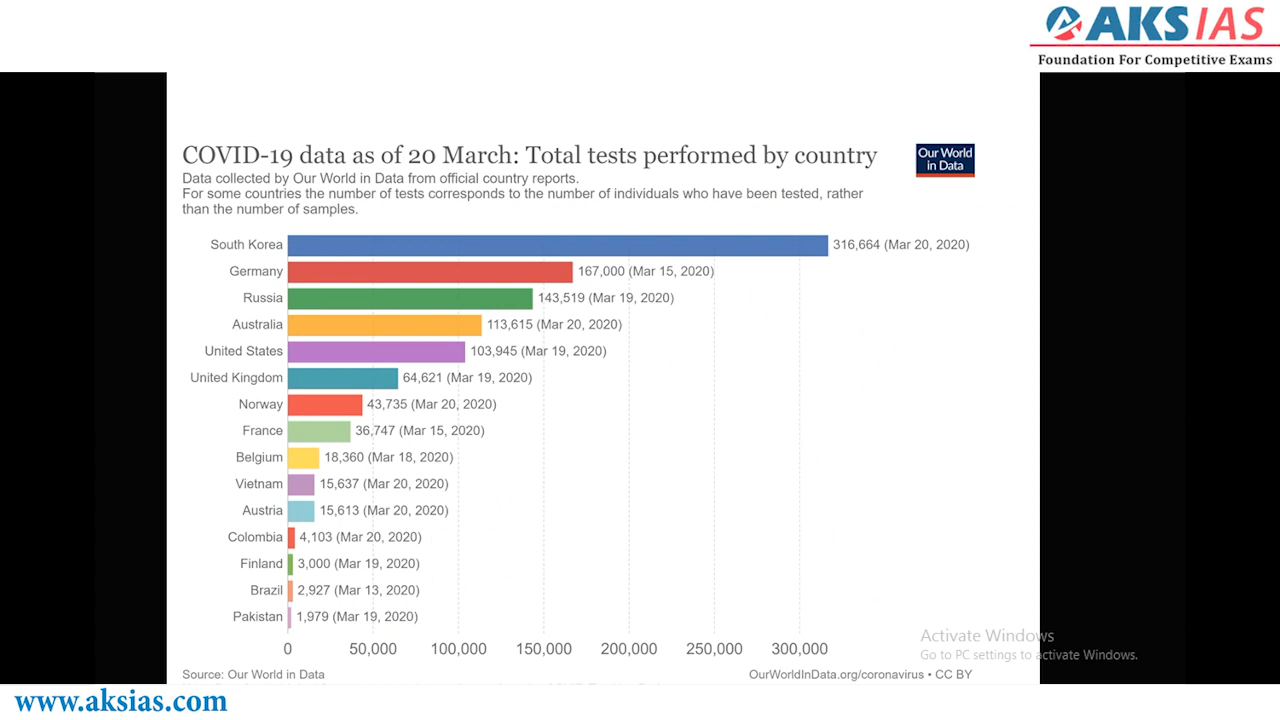 AKS IAS
Foundation For Competitive Exams
COVID-19 data as of 20 March: Total tests performed by country
Our World
in Data
Data collected by Our World in Data from official country reports.
For some countries the number of tests corresponds to the number of individuals who have been tested, rather
than the number of samples.
South Korea 316,664 (Mar 20, 2020)
Germany 167,000 (Mar 15, 2020)
Russia 143,519 (Mar 19, 2020)
Australia 113,615 (Mar 20, 2020)
United States 103,945 (Mar 19, 2020)
United Kingdom 64,621 (Mar 19, 2020)
Norway 43,735 (Mar 20, 2020)
France 36,747 (Mar 15, 2020)
Belgium 18,360 (Mar 18, 2020)
Vietnam 15,637 (Mar 20, 2020)
Austria 15,613 (Mar 20, 2020)
Colombia 4,103 (Mar 20, 2020)
Finland 3,000 (Mar 19, 2020)
Brazil 2,927 (Mar 13, 2020)
Pakistan 1,979 (Mar 19, 2020)
0 50,000 100,000 150,000 200,000 250,000 300,000
Activate Windows
Go to PC settings to activate Windows.
Source: Our World in Data OurWorldInData.org/coronavirus • CC BY
www.aksias.com